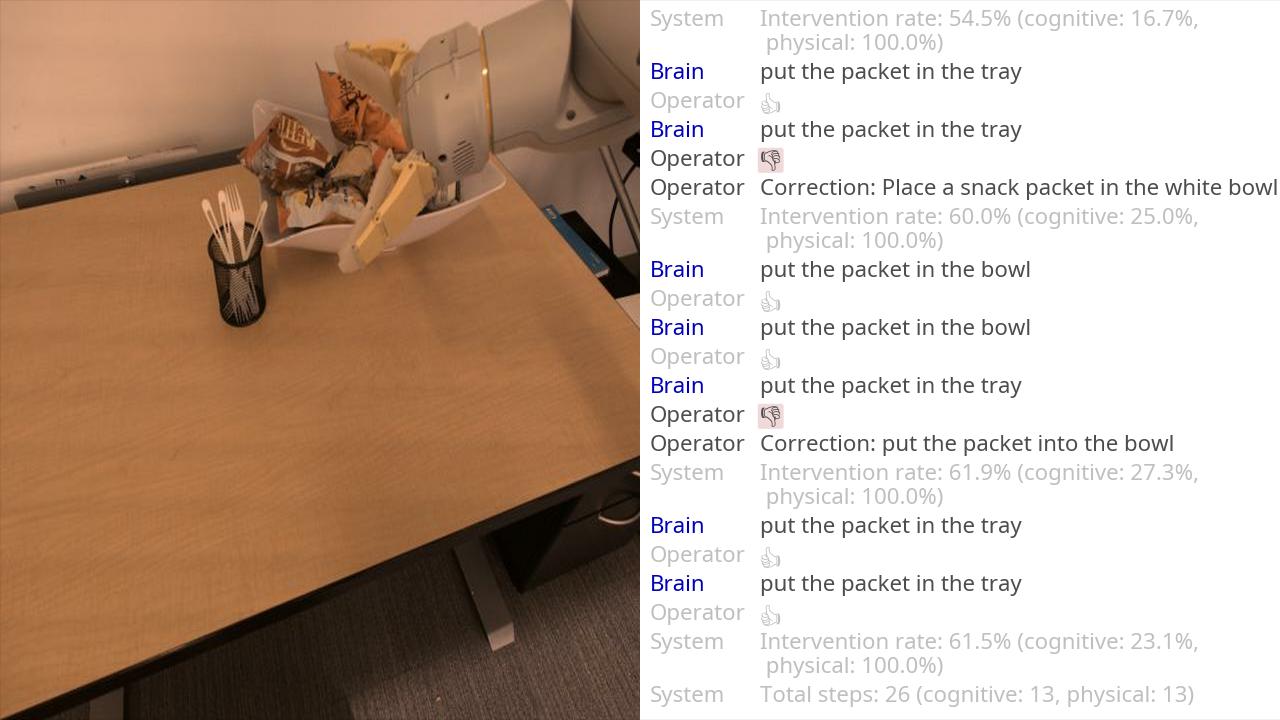 System Intervention rate: 54.5% (cognitive: 16.7%,
physical: 100.0%)
Brain put the packet in the tray
Operator 👍
Brain put the packet in the tray
Operator 👎
Operator Correction: Place a snack packet in the white bowl
System Intervention rate: 60.0% (cognitive: 25.0%,
physical: 100.0%)
Brain put the packet in the bowl
Operator 👍
Brain put the packet in the bowl
Operator 👍
Brain put the packet in the tray
Operator 👎
Operator Correction: put the packet into the bowl
System Intervention rate: 61.9% (cognitive: 27.3%,
physical: 100.0%)
Brain put the packet in the tray
Operator 👍
Brain put the packet in the tray
Operator 👍
System Intervention rate: 61.5% (cognitive: 23.1%,
physical: 100.0%)
System Total steps: 26 (cognitive: 13, physical: 13)